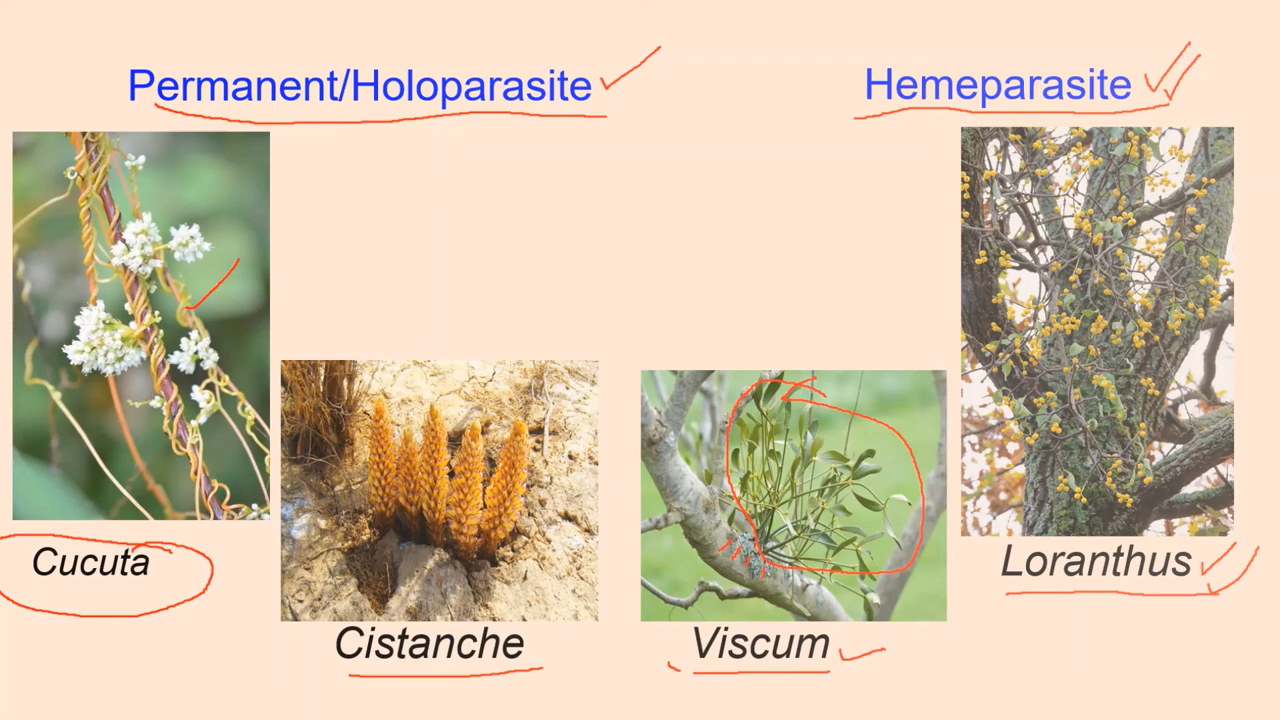 Permanent/Holoparasite
Hemeparasite
Cucuta
Cistanche
Viscum
Loranthus